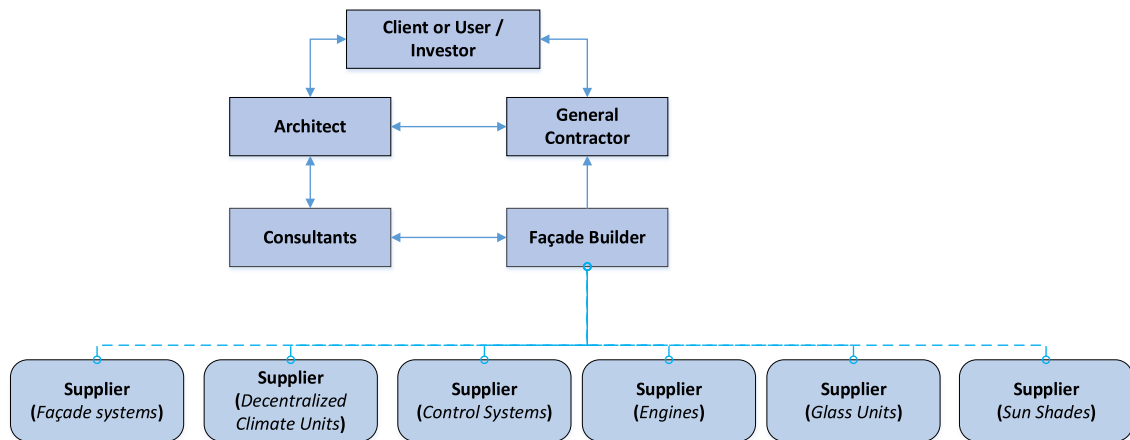 Client or User /
Investor
Architect
General
Contractor
Consultants
Façade Builder
Supplier
(Façade systems)
Supplier
(Decentralized
Climate Units)
Supplier
(Control Systems)
Supplier
(Engines)
Supplier
(Glass Units)
Supplier
(Sun Shades)